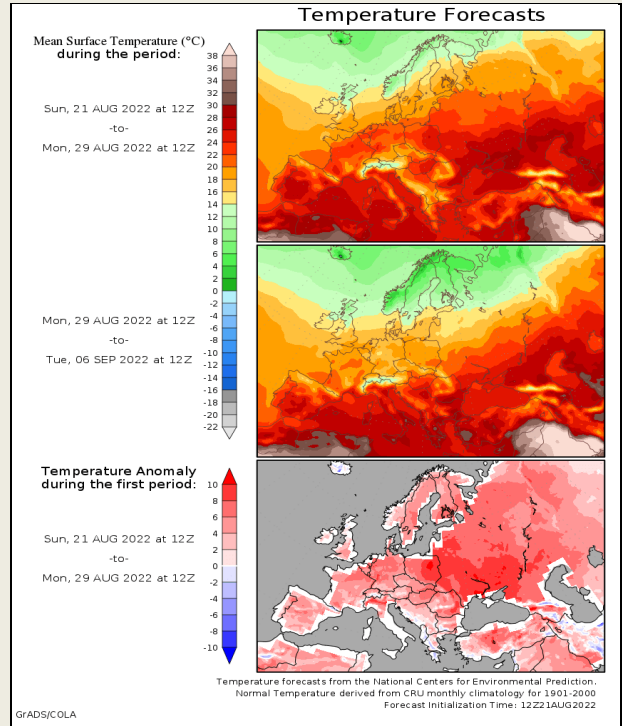 Temperature Forecasts
Mean Surface Temperature (°C)
during the period:
38
36
34
32
30
28
26
24
22
20
18
16
14
12
10
8
6
4
2
0
-2
-4
-6
-8
-10
-12
-14
-16
-18
-20
-22
Sun, 21 AUG 2022 at 12Z
-to-
Mon, 29 AUG 2022 at 12Z
Mon, 29 AUG 2022 at 12Z
-to-
Tue, 06 SEP 2022 at 12Z
Temperature Anomaly
during the first period:
10
8
6
4
2
0
-2
-4
-6
-8
-10
Sun, 21 AUG 2022 at 12Z
-to-
Mon, 29 AUG 2022 at 12Z
Temperature forecasts from the National Centers for Environmental Prediction.
Normal Temperature derived from CRU monthly climatology for 1901-2000
Forecast Initialization Time: 12Z21AUG2022
GrADS/COLA